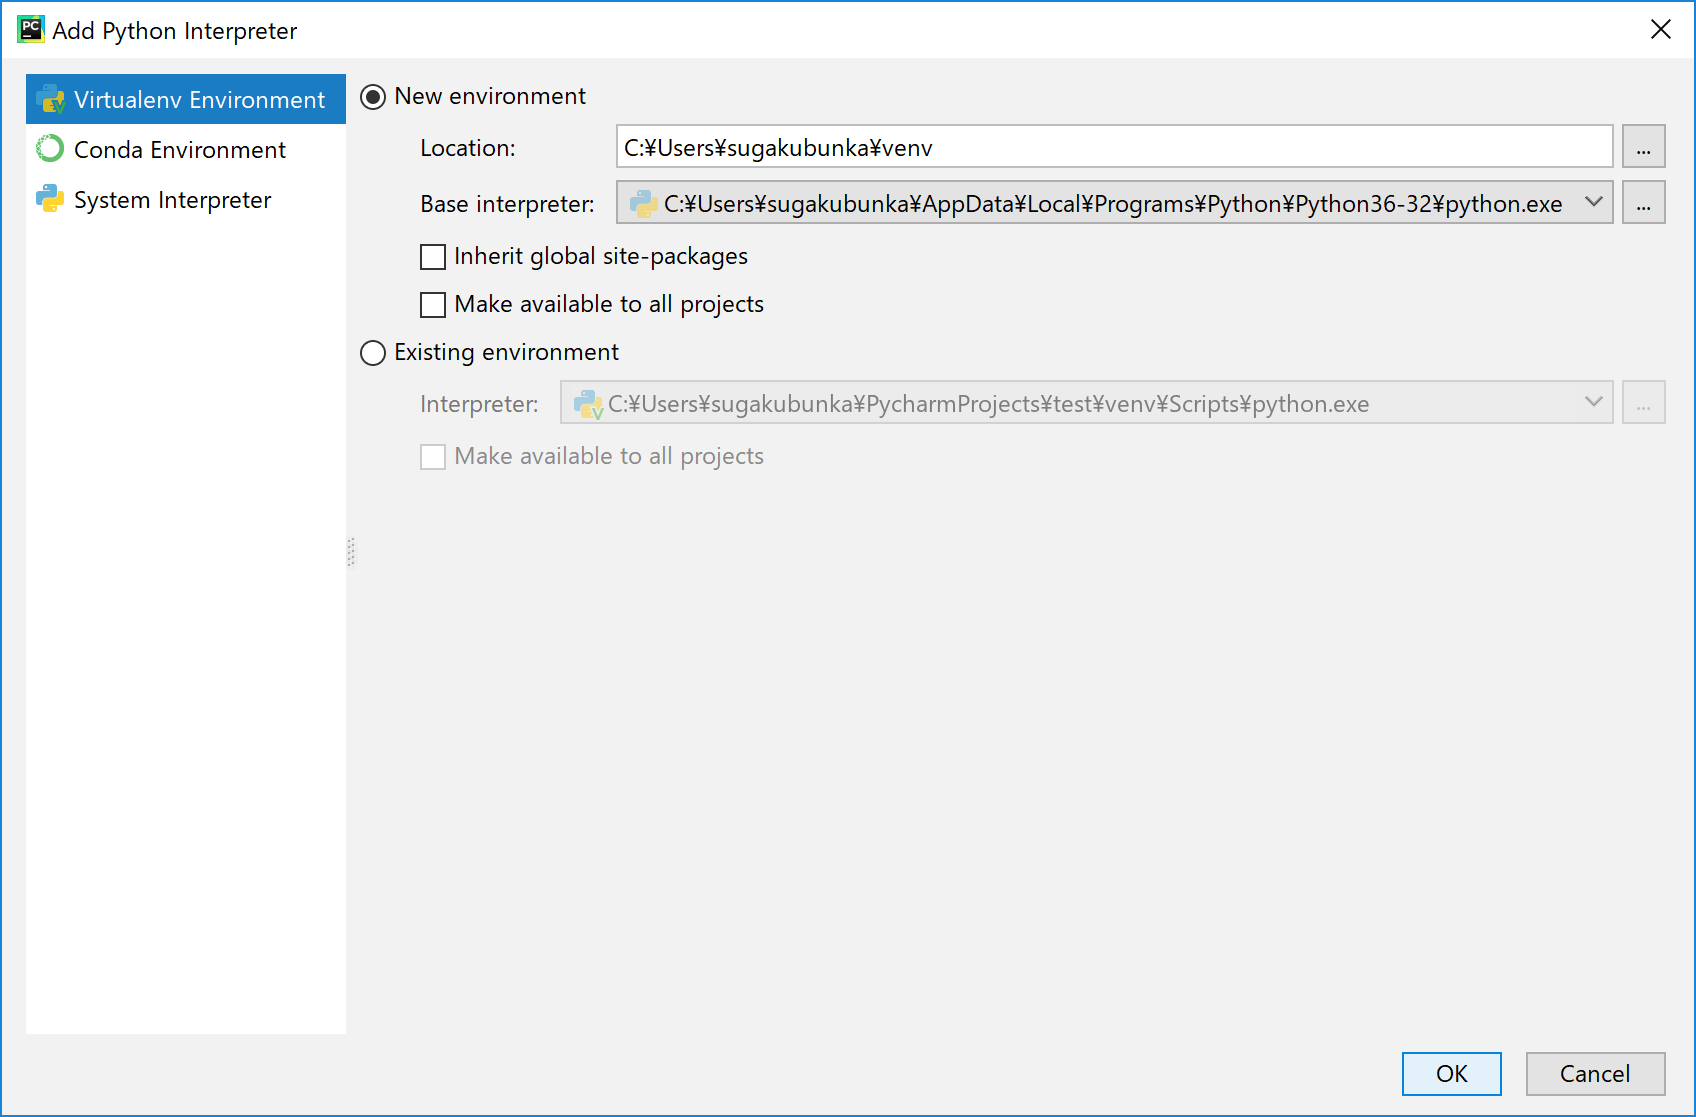 PC Add Python Interpreter
Virtualenv Environment
Conda Environment
System Interpreter
New environment
Location: C:¥Users¥sugakubunka¥venv ...
Base interpreter: C:¥Users¥sugakubunka¥AppData¥Local¥Programs¥Python¥Python36-32¥python.exe ...
Inherit global site-packages
Make available to all projects
Existing environment
Interpreter: C:¥Users¥sugakubunka¥PycharmProjects¥test¥venv¥Scripts¥python.exe ...
Make available to all projects
OK Cancel